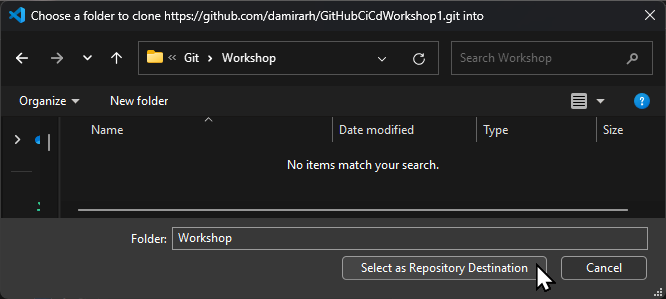 Choose a folder to clone https://github.com/damirarh/GitHubCiCdWorkshop1.git into
« Git > Workshop
Search Workshop
Organize New folder
Name Date modified Type Size
No items match your search.
Folder: Workshop
Select as Repository Destination Cancel